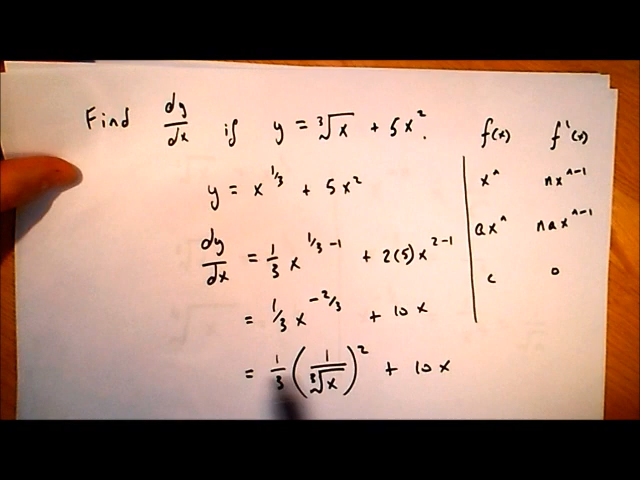 Find dy/dx if y = ∛x + 5x².
y = x^1/3 + 5x²
dy/dx = 1/3 x^1/3-1 + 2(5)x^2-1
= 1/3 x^-2/3 + 10x
= 1/3 (1/∛x)² + 10x
f(x) f'(x)
x^n nx^n-1
ax^n nax^n-1
c 0